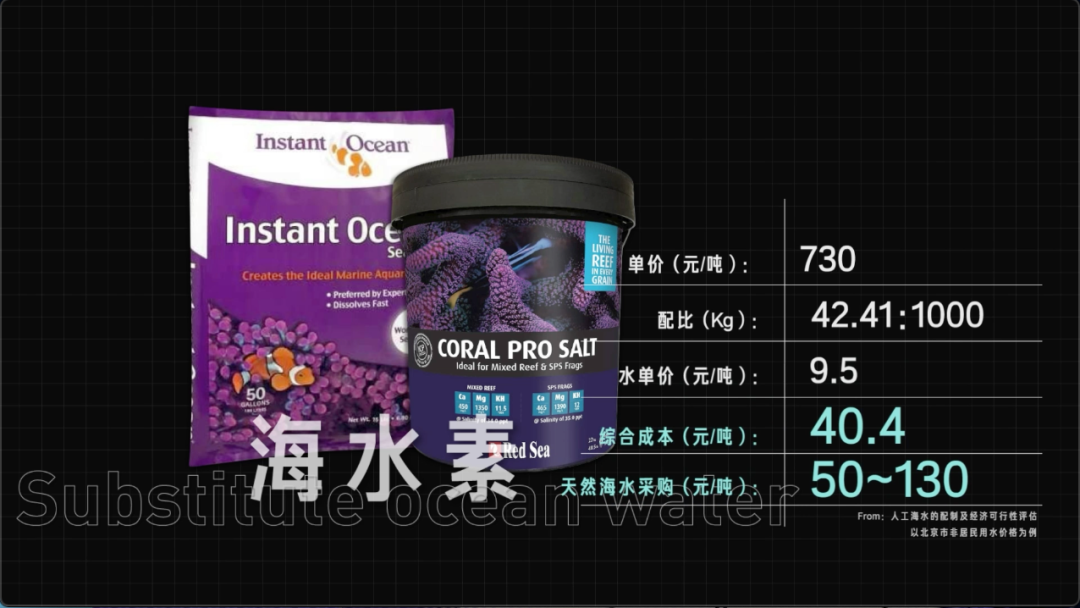 Instant Ocean
Instant Oce
Sea
Creates the Ideal Marine Aquar
• Preferred by Exper
• Dissolves Fast
50
GALLONS
THE
LIVING
REEF
IN EVERY
GRAIN
CORAL PRO SALT
Ideal for Mixed Reef & SPS Frags
MIXED REEF
SPS FRAGS
Ca Mg KH
450 1350 11.5
Ca Mg KH
465 1390 12
Red Sea
海水素
Substitute ocean water
单价（元/吨）： 730
配比（Kg）： 42.41:1000
水单价（元/吨）： 9.5
综合成本（元/吨）： 40.4
天然海水采购（元/吨）： 50~130
From：人工海水的配制及经济可行性评估
以北京市非居民用水价格为例